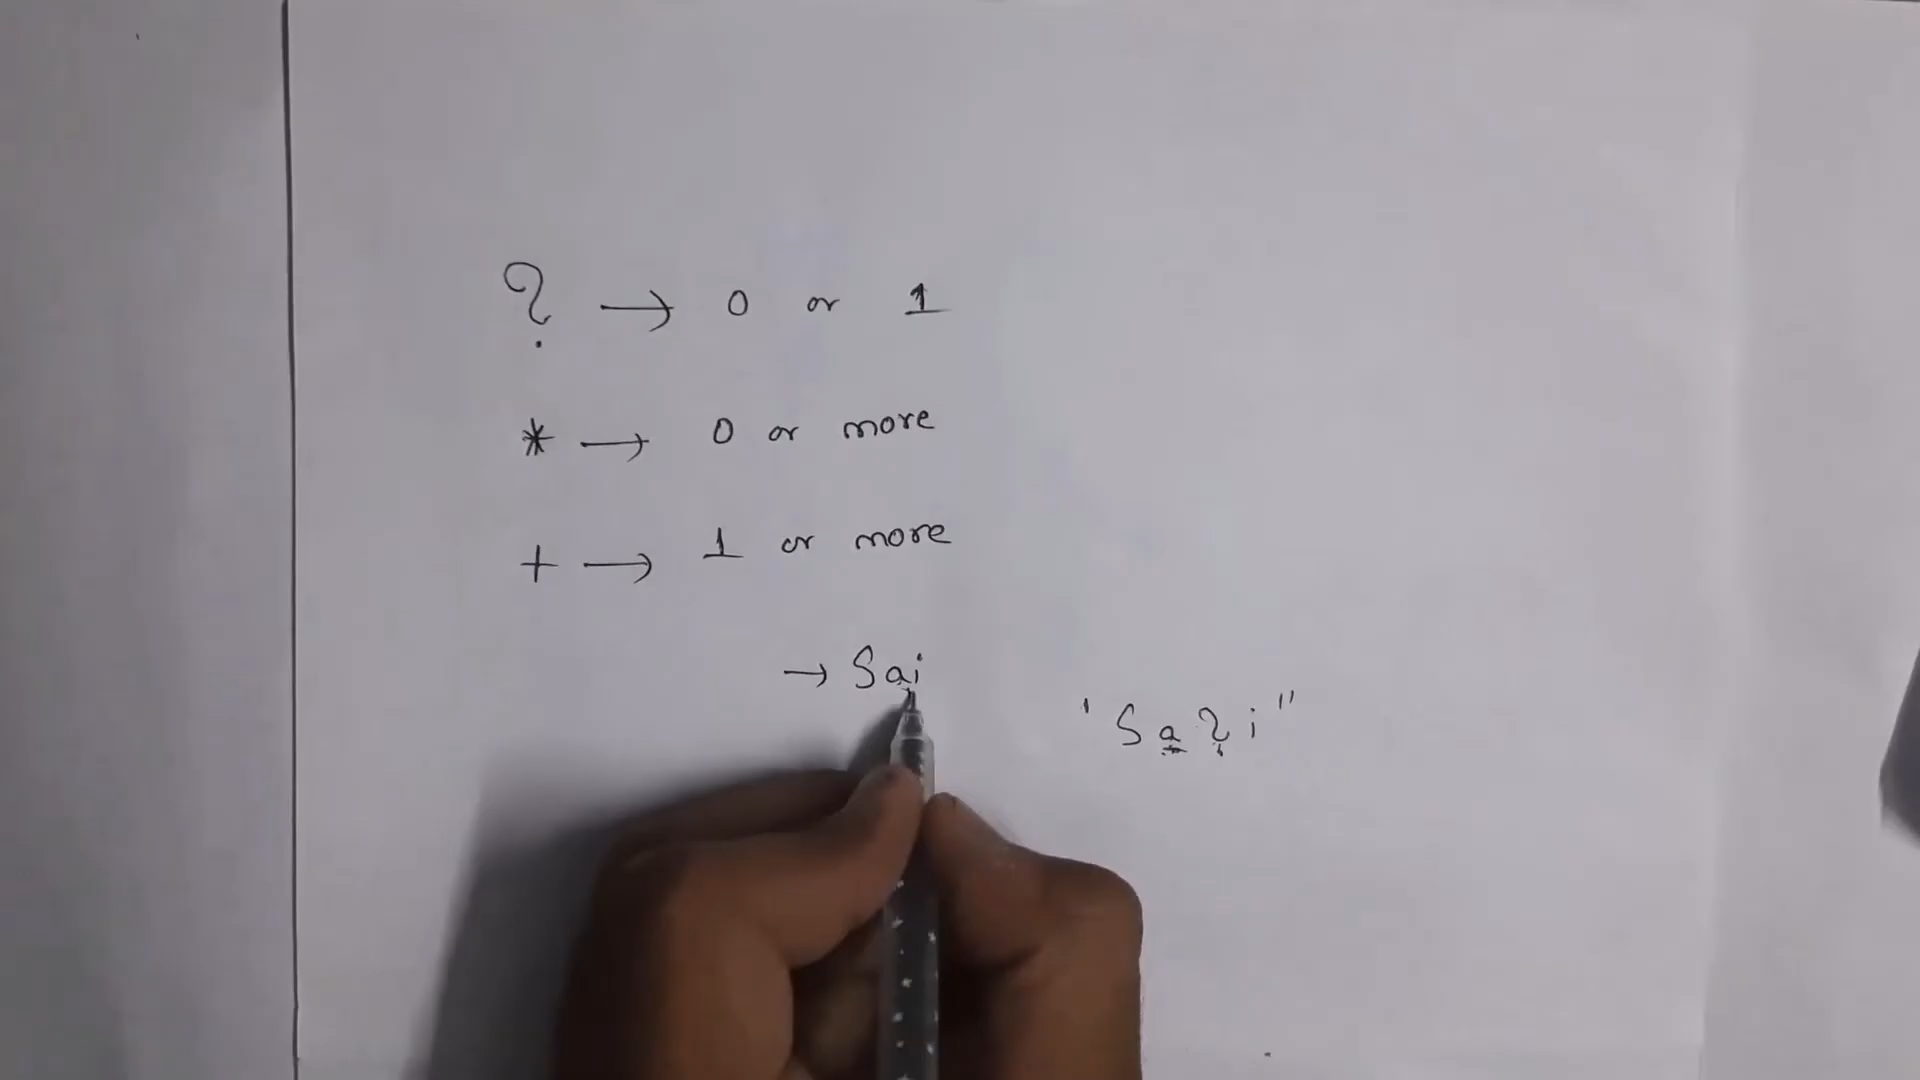 ? → 0 or 1
* → 0 or more
+ → 1 or more
→ Sai
'Sa?i"